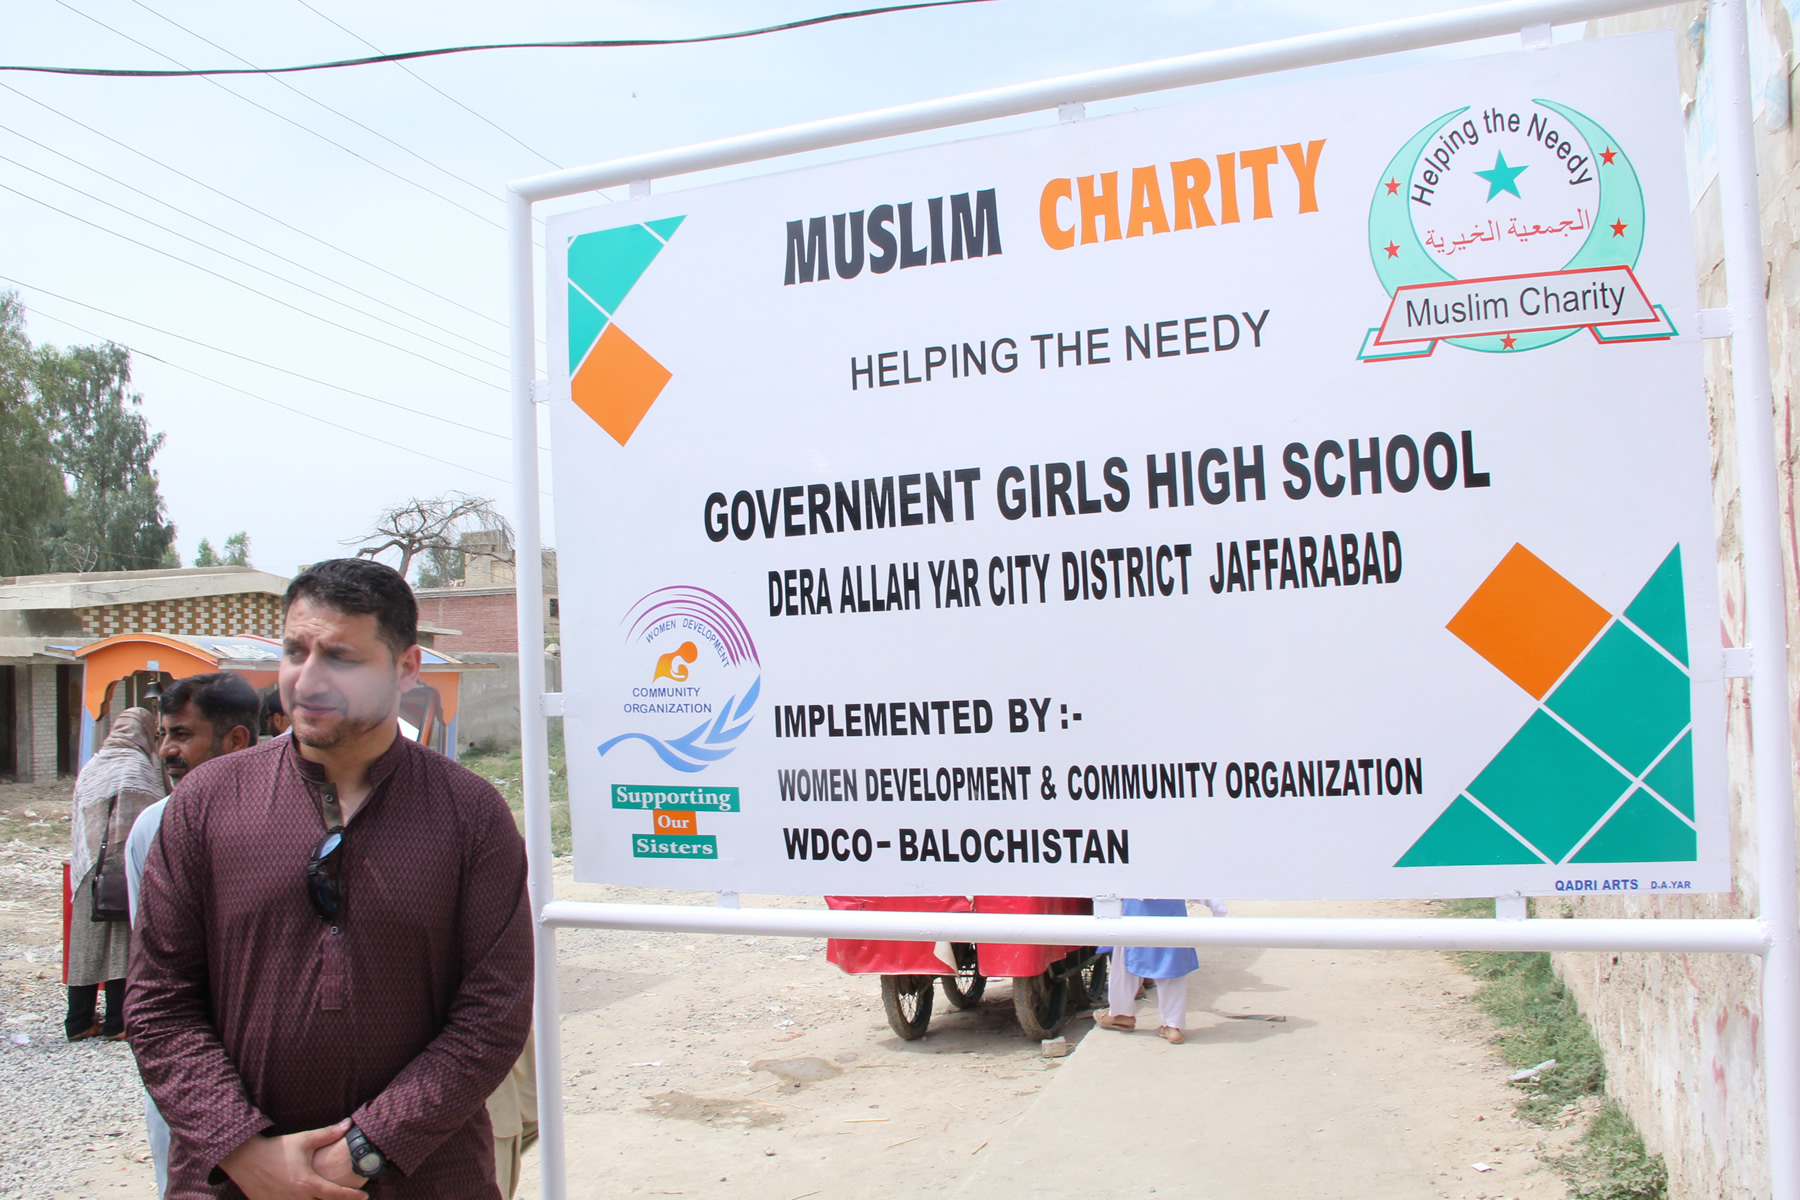 MUSLIM CHARITY
Helping the Needy
الجمعية الخيرية
Muslim Charity
HELPING THE NEEDY
GOVERNMENT GIRLS HIGH SCHOOL
DERA ALLAH YAR CITY DISTRICT JAFFARABAD
WOMEN DEVELOPMENT
COMMUNITY
ORGANIZATION
IMPLEMENTED BY :-
WOMEN DEVELOPMENT & COMMUNITY ORGANIZATION
WDCO-BALOCHISTAN
Supporting
Our
Sisters
QADRI ARTS D.A.YAR